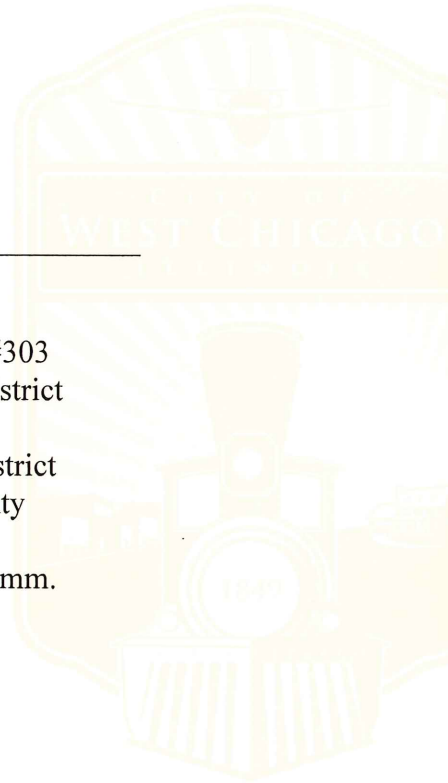 CITY OF
WEST CHICAGO
ILLINOIS
#303
strict
strict
ty
mm.
1849